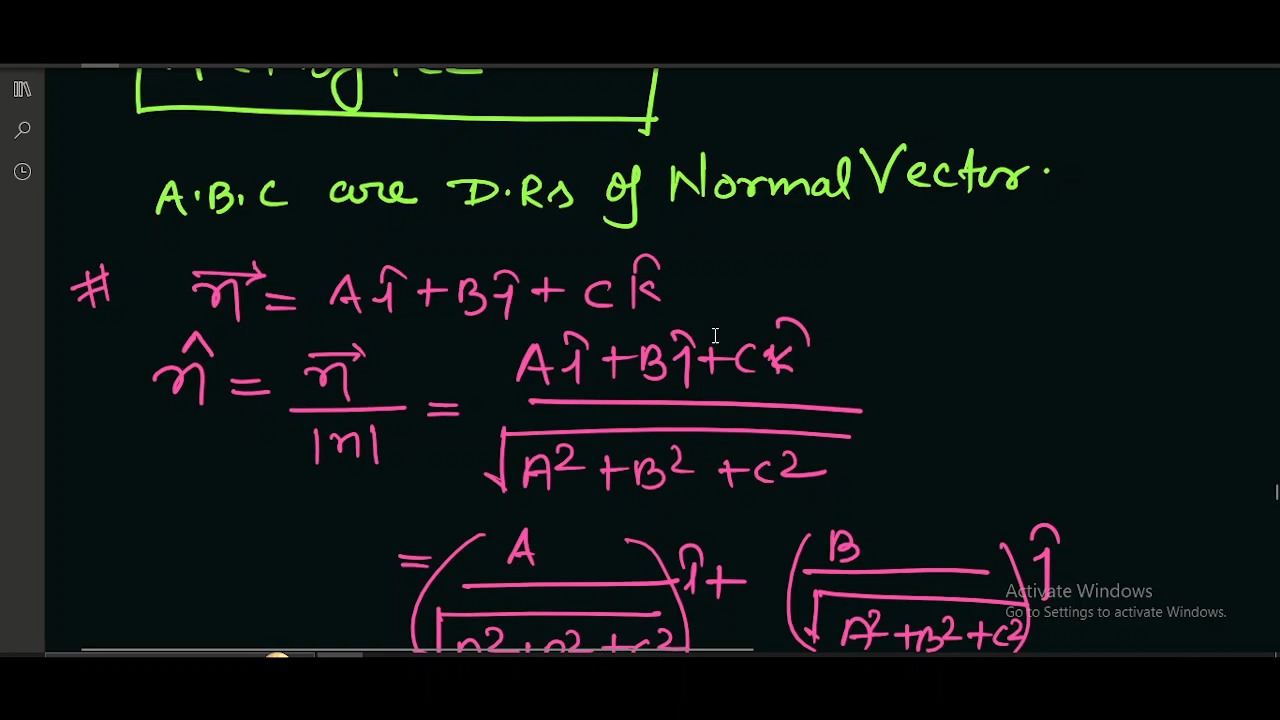 A.B.C are D.Rs of Normal Vector.
# n⃗ = Aî + Bĵ + Ck̂
n̂ = n⃗ / |n| = Aî + Bĵ + Ck̂ / √A² + B² + C²
= ( A / √A² + B² + C² ) î + ( B / √A² + B² + C² ) ĵ
Activate Windows
Go to Settings to activate Windows.